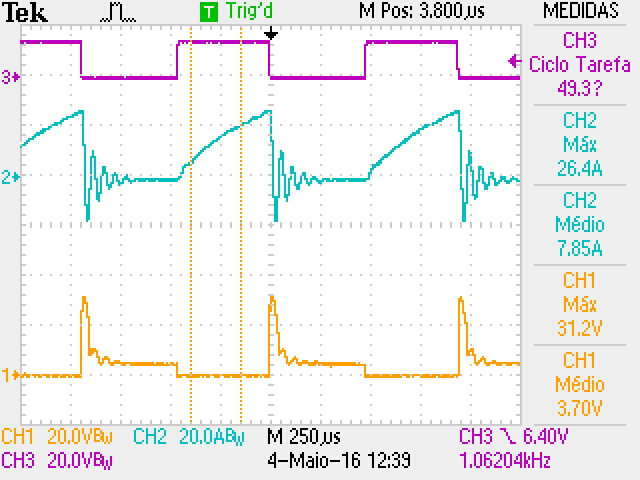 Tek T Trig'd M Pos: 3.800µs MEDIDAS
CH3
Ciclo Tarefa
49.3?
CH2
Máx
26.4A
CH2
Médio
7.85A
CH1
Máx
31.2V
CH1
Médio
3.70V
3
2
1
CH1 20.0VBw CH2 20.0ABw M 250µs CH3 6.40V
CH3 20.0VBw 4-Maio-16 12:39 1.06204kHz